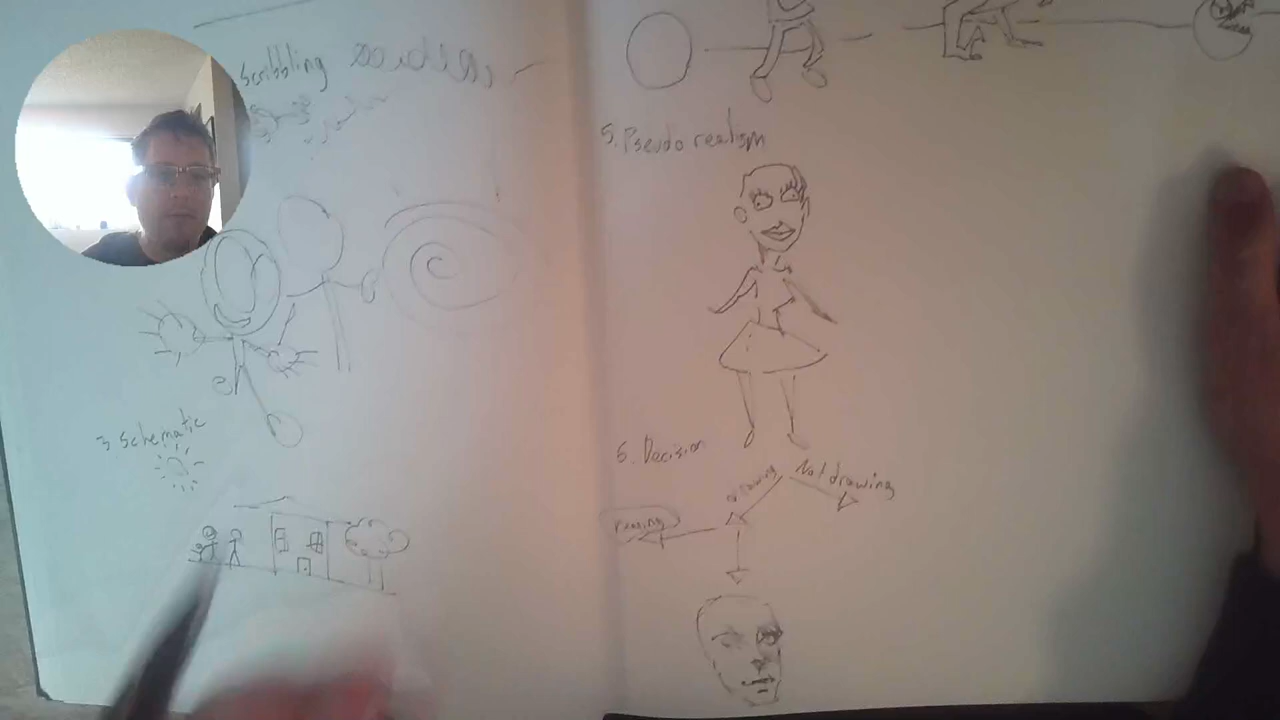 Scribbling
3 Schematic
5. Pseudo realism
6. Decision
drawing
Not drawing